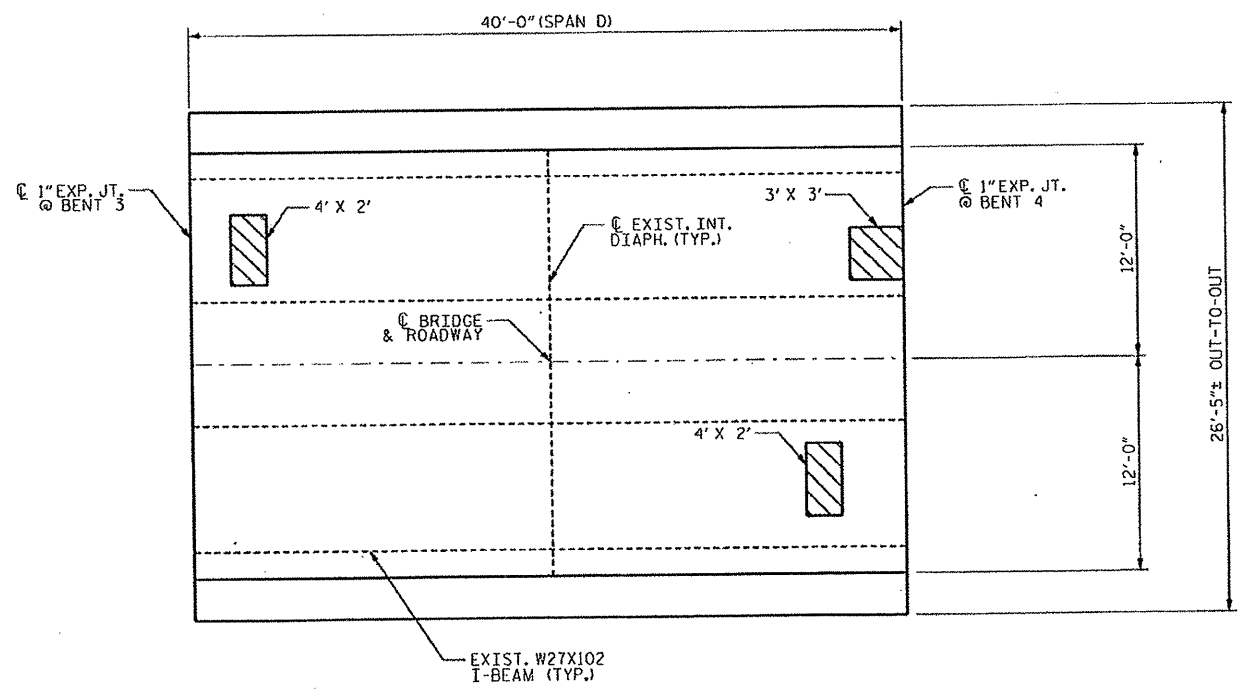 40'-0" (SPAN D)
℄ 1" EXP. JT.
@ BENT 3
4' X 2'
℄ EXIST. INT.
DIAPH. (TYP.)
3' X 3'
℄ 1" EXP. JT.
@ BENT 4
℄ BRIDGE
& ROADWAY
12'-0"
26'-5"± OUT-TO-OUT
4' X 2'
12'-0"
EXIST. W27X102
I-BEAM (TYP.)